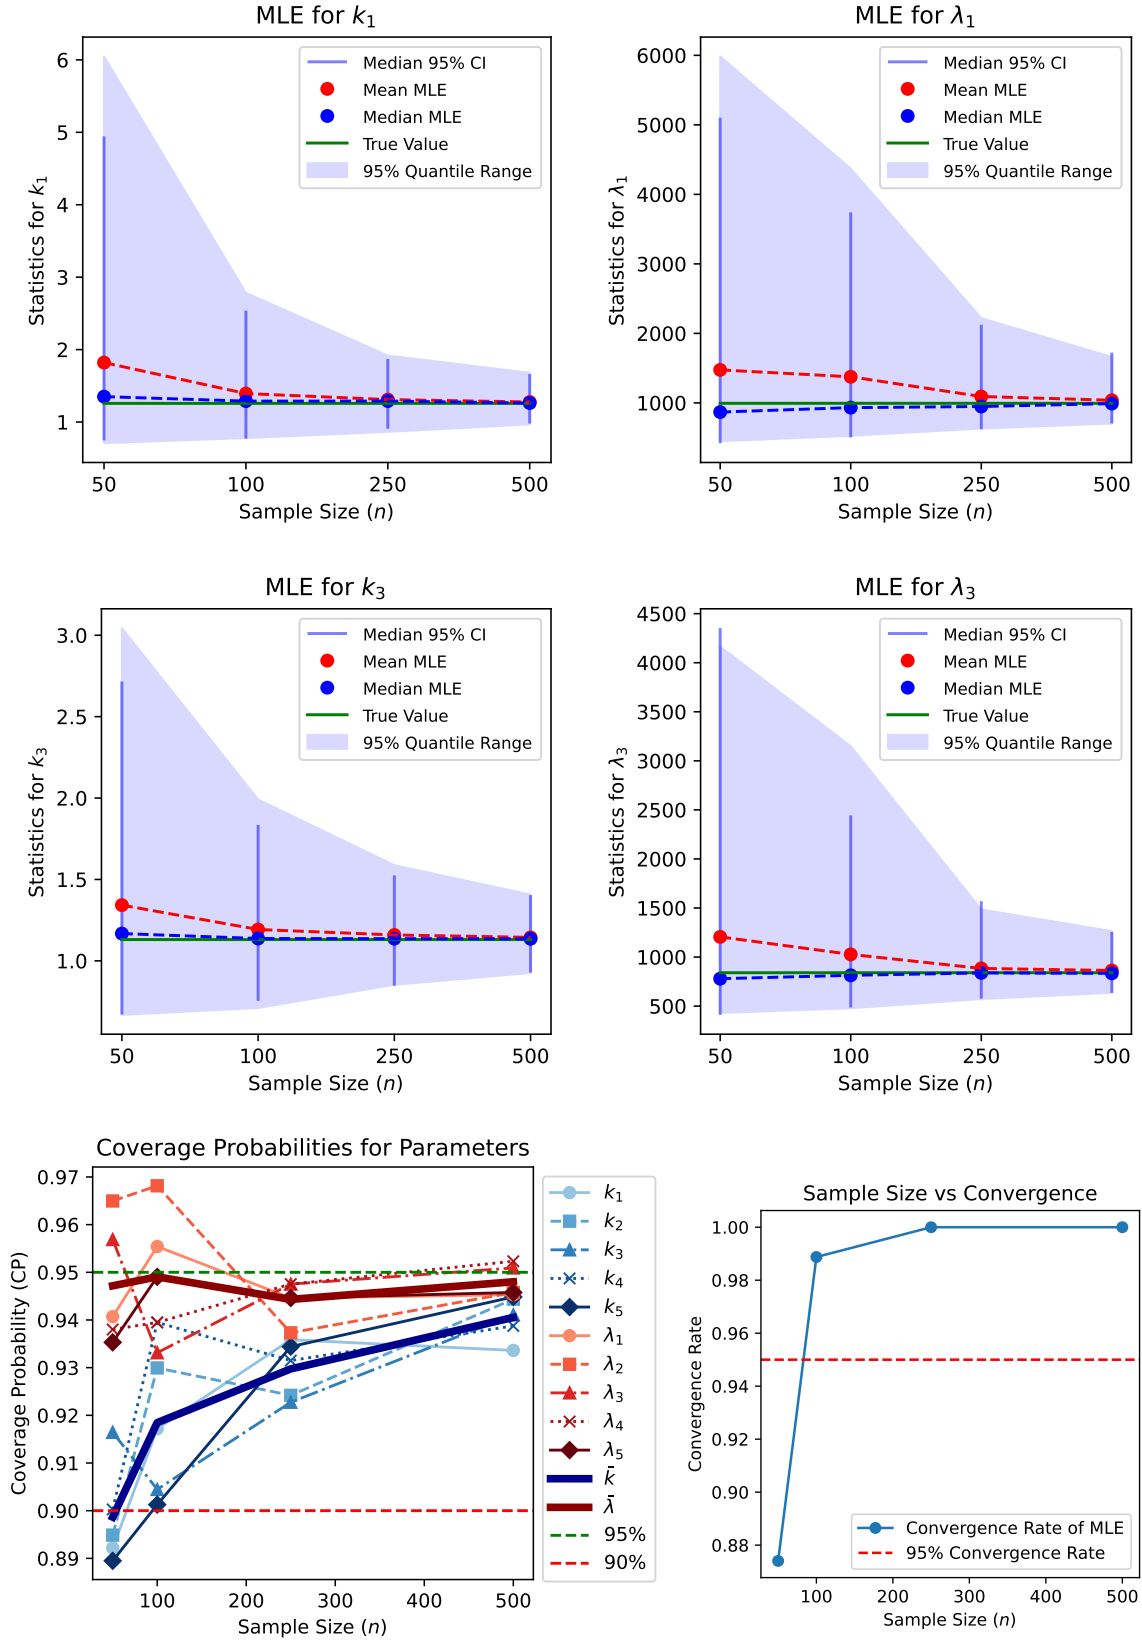 MLE for k₁
Statistics for k₁
6
5
4
3
2
1
50 100 250 500
Sample Size (n)
Median 95% CI
Mean MLE
Median MLE
True Value
95% Quantile Range
MLE for λ₁
Statistics for λ₁
6000
5000
4000
3000
2000
1000
50 100 250 500
Sample Size (n)
Median 95% CI
Mean MLE
Median MLE
True Value
95% Quantile Range
MLE for k₃
Statistics for k₃
3.0
2.5
2.0
1.5
1.0
50 100 250 500
Sample Size (n)
Median 95% CI
Mean MLE
Median MLE
True Value
95% Quantile Range
MLE for λ₃
Statistics for λ₃
4500
4000
3500
3000
2500
2000
1500
1000
500
50 100 250 500
Sample Size (n)
Median 95% CI
Mean MLE
Median MLE
True Value
95% Quantile Range
Coverage Probabilities for Parameters
Coverage Probability (CP)
0.97
0.96
0.95
0.94
0.93
0.92
0.91
0.90
0.89
100 200 300 400 500
Sample Size (n)
k₁
k₂
k₃
k₄
k₅
λ₁
λ₂
λ₃
λ₄
λ₅
k̄
λ̄
95%
90%
Sample Size vs Convergence
Convergence Rate
1.00
0.98
0.96
0.94
0.92
0.90
0.88
100 200 300 400 500
Sample Size (n)
Convergence Rate of MLE
95% Convergence Rate